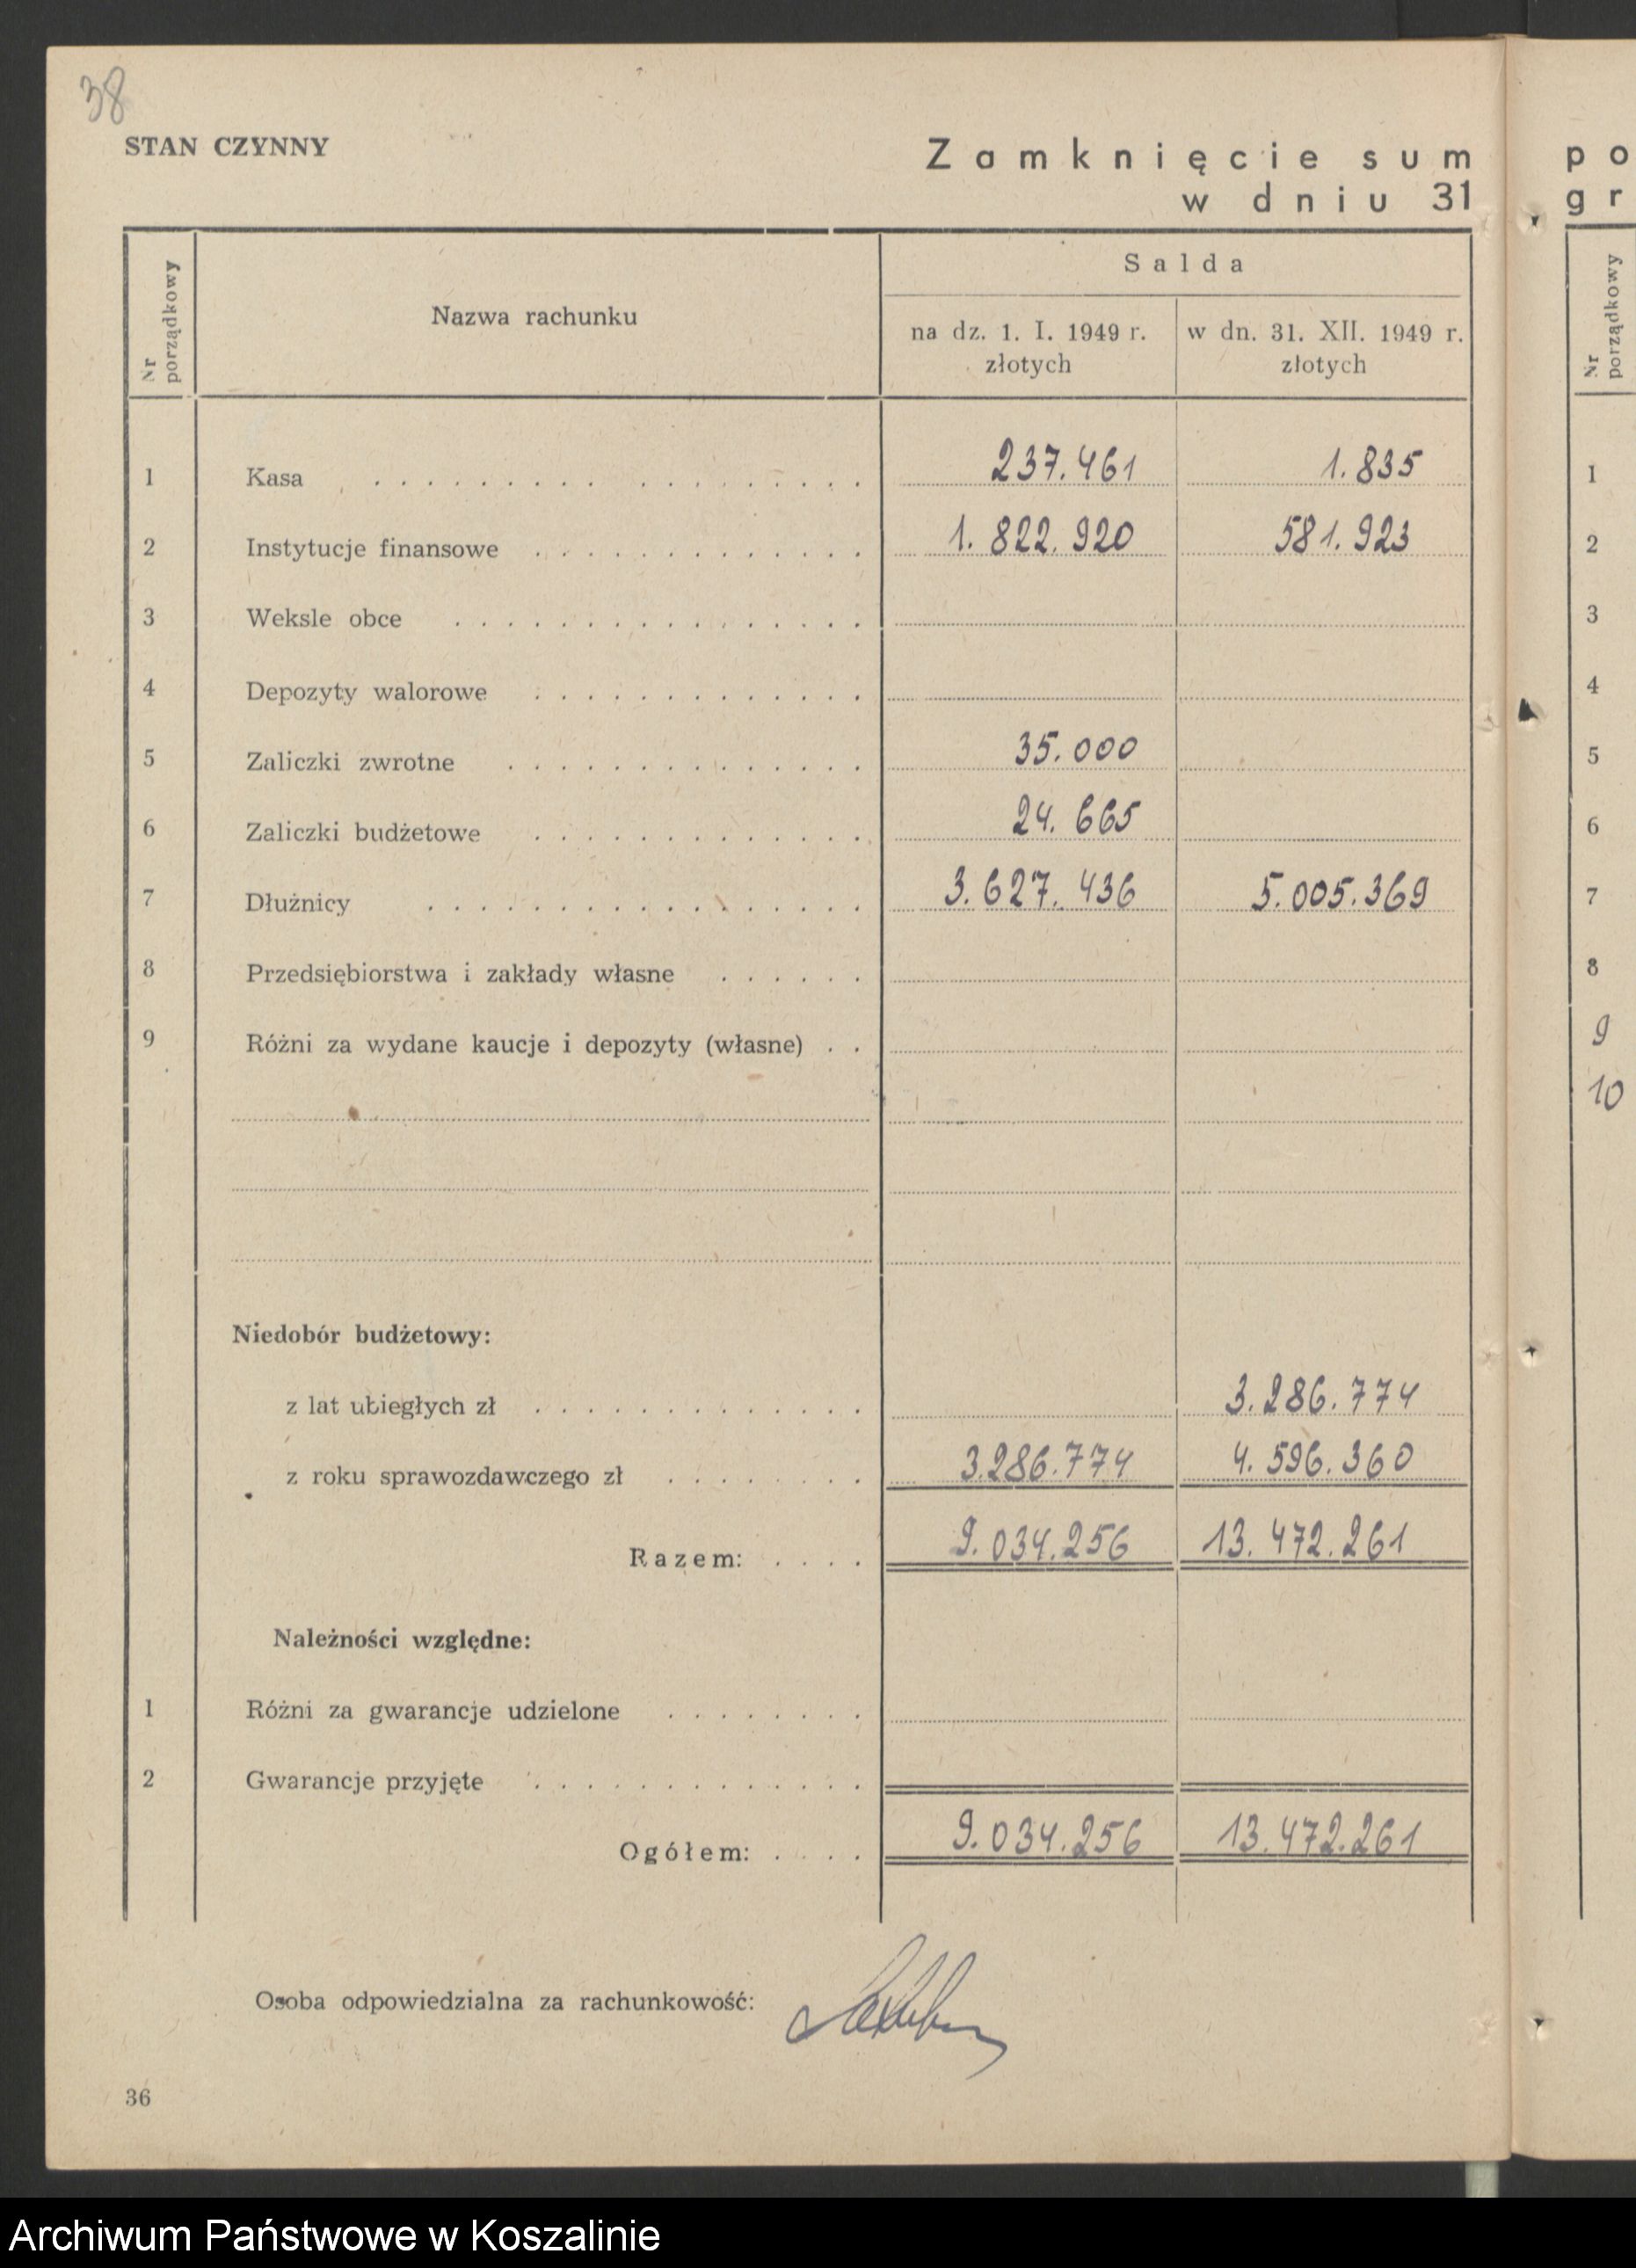 38
STAN CZYNNY
Zamknięcie sum
w dniu 31
po
gr
Nr porządkowy
Nazwa rachunku
Salda
na dz. 1. I. 1949 r. złotych
w dn. 31. XII. 1949 r. złotych
Nr porządkowy
1 Kasa . . . . . . . . . . . . . . . . . . 237.461 1.835 1
2 Instytucje finansowe . . . . . . . . . . . . . 1.822.920 581.923 2
3 Weksle obce . . . . . . . . . . . . . . . . 3
4 Depozyty walorowe . . . . . . . . . . . . . 4
5 Zaliczki zwrotne . . . . . . . . . . . . . . 35.000 5
6 Zaliczki budżetowe . . . . . . . . . . . . . 24.665 6
7 Dłużnicy . . . . . . . . . . . . . . . . . 3.627.436 5.005.369 7
8 Przedsiębiorstwa i zakłady własne . . . . . . 8
9 Różni za wydane kaucje i depozyty (własne) . . 9
10
Niedobór budżetowy:
z lat ubiegłych zł . . . . . . . . . . . . . 3.286.774
z roku sprawozdawczego zł . . . . . . . . 3.286.774 4.596.360
Razem: . . . . 9.034.256 13.472.261
Należności względne:
1 Różni za gwarancje udzielone . . . . . . . .
2 Gwarancje przyjęte . . . . . . . . . . . . .
Ogółem: . . . . 9.034.256 13.472.261
Osoba odpowiedzialna za rachunkowość:
36
Archiwum Państwowe w Koszalinie